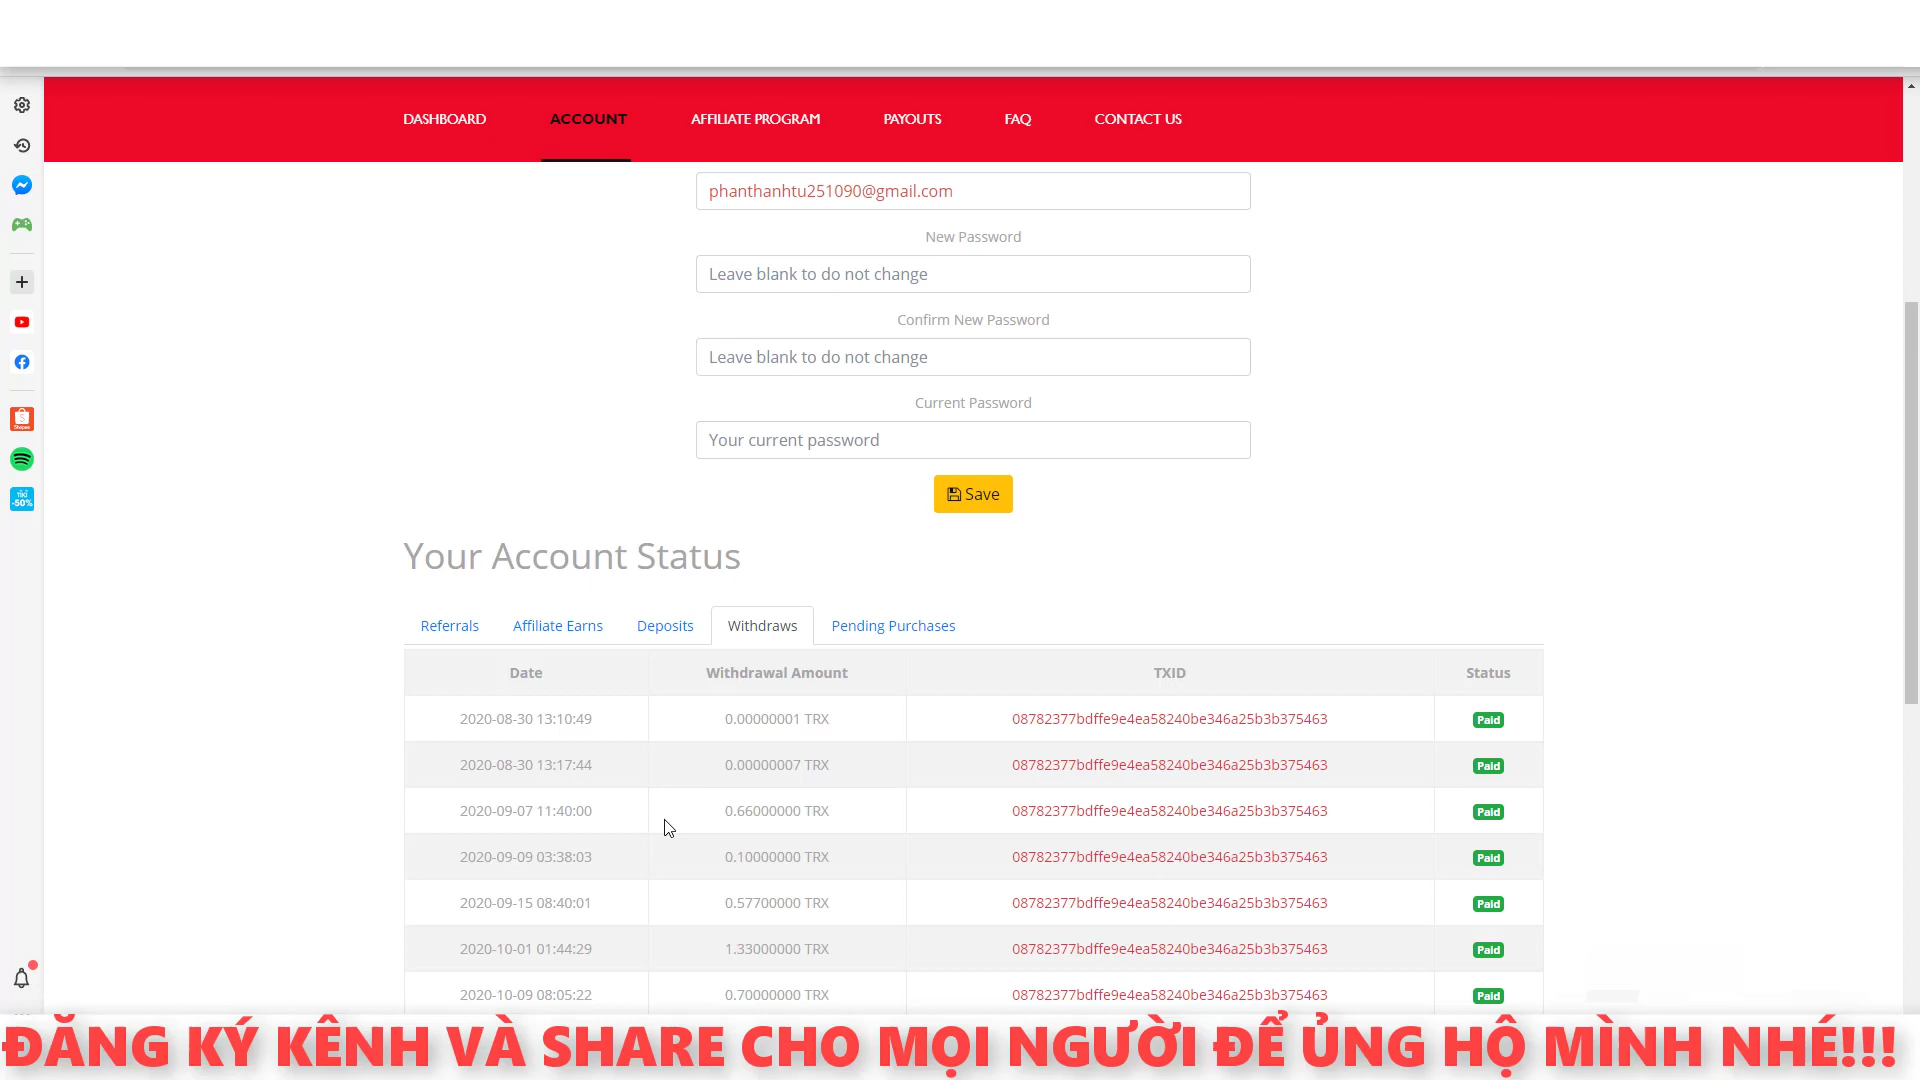 DASHBOARD ACCOUNT AFFILIATE PROGRAM PAYOUTS FAQ CONTACT US
phanthanhtu251090@gmail.com
New Password
Leave blank to do not change
Confirm New Password
Leave blank to do not change
Current Password
Your current password
Save
Your Account Status
Referrals Affiliate Earns Deposits Withdraws Pending Purchases
Date Withdrawal Amount TXID Status
2020-08-30 13:10:49 0.00000001 TRX 08782377bdffe9e4ea58240be346a25b3b375463 Paid
2020-08-30 13:17:44 0.00000007 TRX 08782377bdffe9e4ea58240be346a25b3b375463 Paid
2020-09-07 11:40:00 0.66000000 TRX 08782377bdffe9e4ea58240be346a25b3b375463 Paid
2020-09-09 03:38:03 0.10000000 TRX 08782377bdffe9e4ea58240be346a25b3b375463 Paid
2020-09-15 08:40:01 0.57700000 TRX 08782377bdffe9e4ea58240be346a25b3b375463 Paid
2020-10-01 01:44:29 1.33000000 TRX 08782377bdffe9e4ea58240be346a25b3b375463 Paid
2020-10-09 08:05:22 0.70000000 TRX 08782377bdffe9e4ea58240be346a25b3b375463 Paid
Shopee
TIKI
-50%
ĐĂNG KÝ KÊNH VÀ SHARE CHO MỌI NGƯỜI ĐỂ ỦNG HỘ MÌNH NHÉ!!!